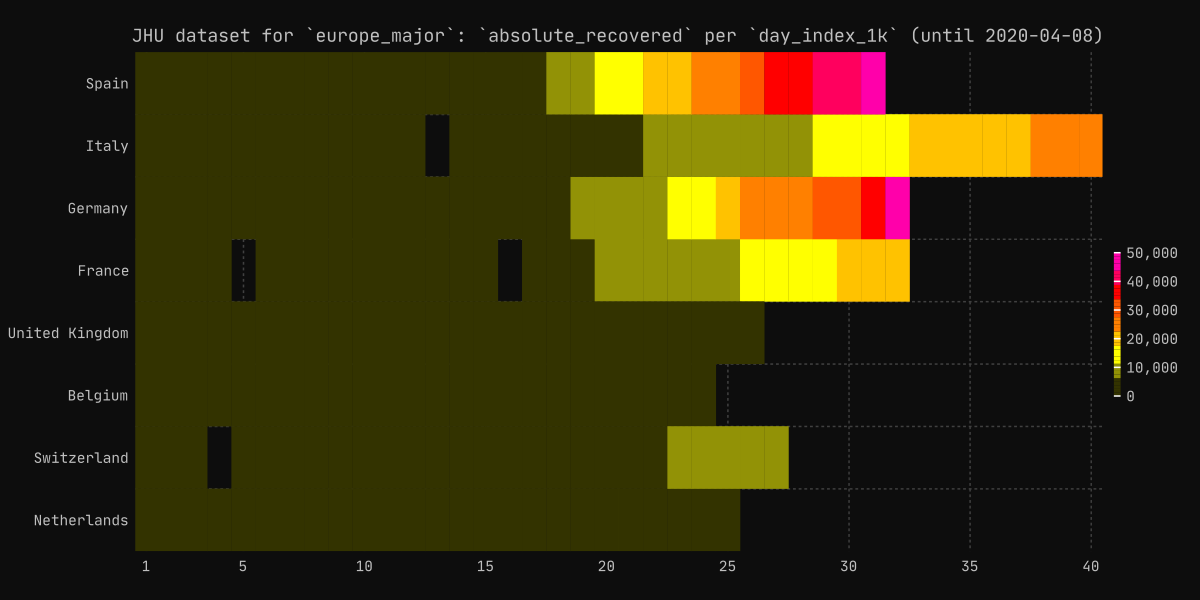 JHU dataset for `europe_major`: `absolute_recovered` per `day_index_1k` (until 2020-04-08)
Spain
Italy
Germany
France
United Kingdom
Belgium
Switzerland
Netherlands
50,000
40,000
30,000
20,000
10,000
0
1 5 10 15 20 25 30 35 40